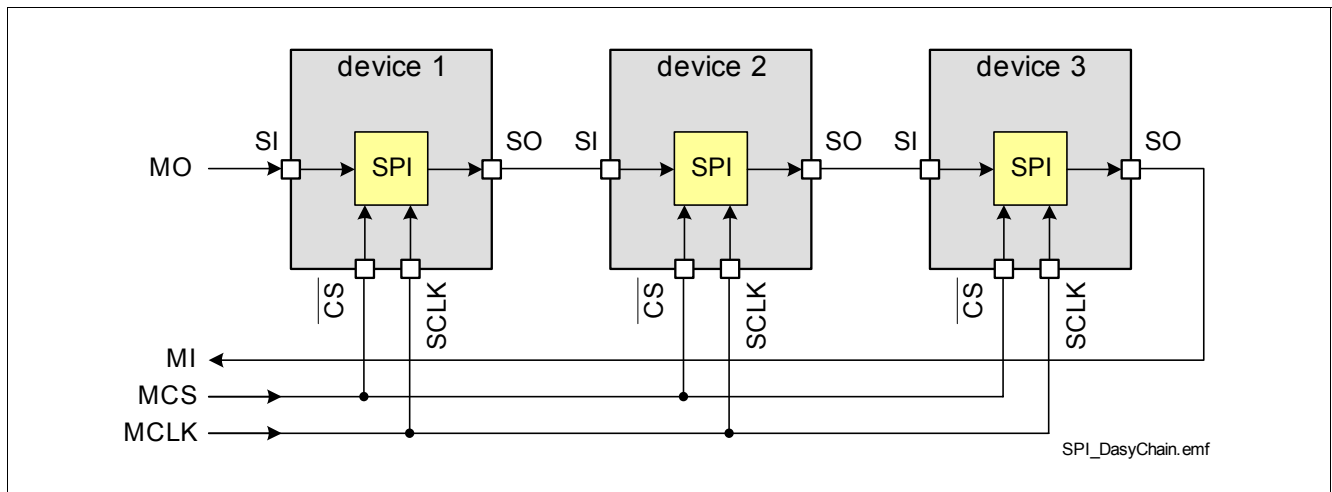 device 1
device 2
device 3
MO
SI
SPI
SO
SI
SPI
SO
SI
SPI
SO
CS
SCLK
CS
SCLK
CS
SCLK
MI
MCS
MCLK
SPI_DasyChain.emf